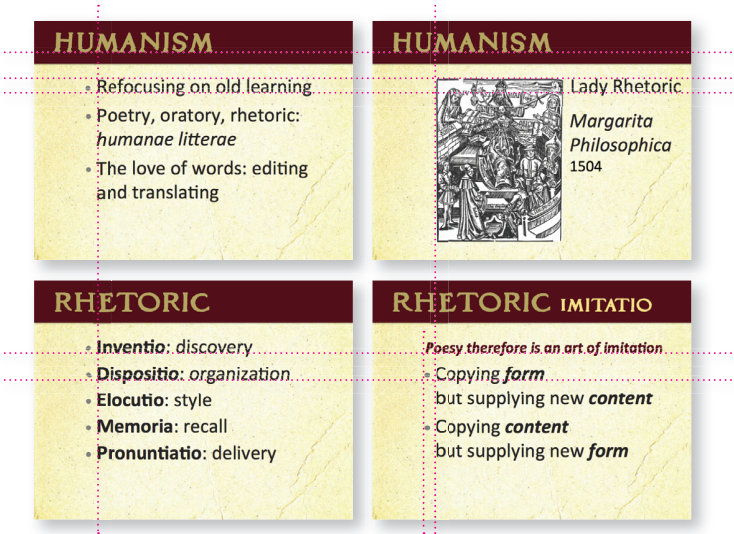 HUMANISM
• Refocusing on old learning
• Poetry, oratory, rhetoric:
humanae litterae
• The love of words: editing
and translating
HUMANISM
Lady Rhetoric
Margarita
Philosophica
1504
RHETORIC
• Inventio: discovery
• Dispositio: organization
• Elocutio: style
• Memoria: recall
• Pronuntiatio: delivery
RHETORIC IMITATIO
Poesy therefore is an art of imitation
• Copying form
but supplying new content
• Copying content
but supplying new form